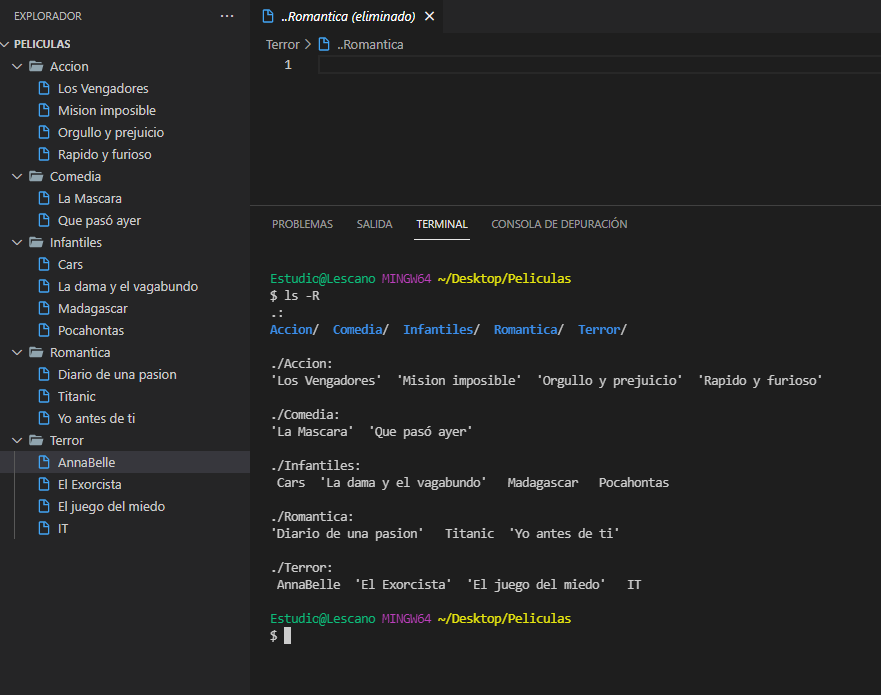 EXPLORADOR ...
PELICULAS
Accion
Los Vengadores
Mision imposible
Orgullo y prejuicio
Rapido y furioso
Comedia
La Mascara
Que pasó ayer
Infantiles
Cars
La dama y el vagabundo
Madagascar
Pocahontas
Romantica
Diario de una pasion
Titanic
Yo antes de ti
Terror
AnnaBelle
El Exorcista
El juego del miedo
IT
..Romantica (eliminado)
Terror > ..Romantica
1
PROBLEMAS SALIDA TERMINAL CONSOLA DE DEPURACIÓN
Estudio@Lescano MINGW64 ~/Desktop/Peliculas
$ ls -R
.:
Accion/ Comedia/ Infantiles/ Romantica/ Terror/
./Accion:
'Los Vengadores' 'Mision imposible' 'Orgullo y prejuicio' 'Rapido y furioso'
./Comedia:
'La Mascara' 'Que pasó ayer'
./Infantiles:
Cars 'La dama y el vagabundo' Madagascar Pocahontas
./Romantica:
'Diario de una pasion' Titanic 'Yo antes de ti'
./Terror:
AnnaBelle 'El Exorcista' 'El juego del miedo' IT
Estudio@Lescano MINGW64 ~/Desktop/Peliculas
$